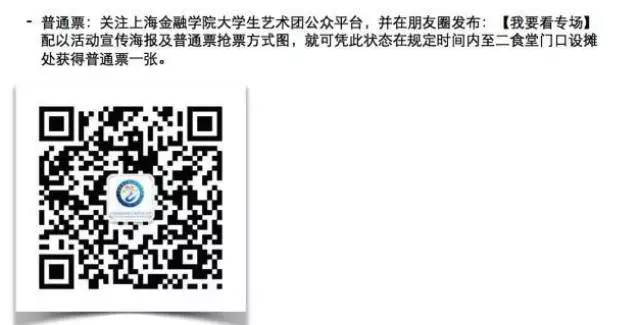 - 普通票：关注上海金融学院大学生艺术团公众平台，并在朋友圈发布：【我要看专场】
配以活动宣传海报及普通票抢票方式图，就可凭此状态在规定时间内至二食堂门口设摊
处获得普通票一张。